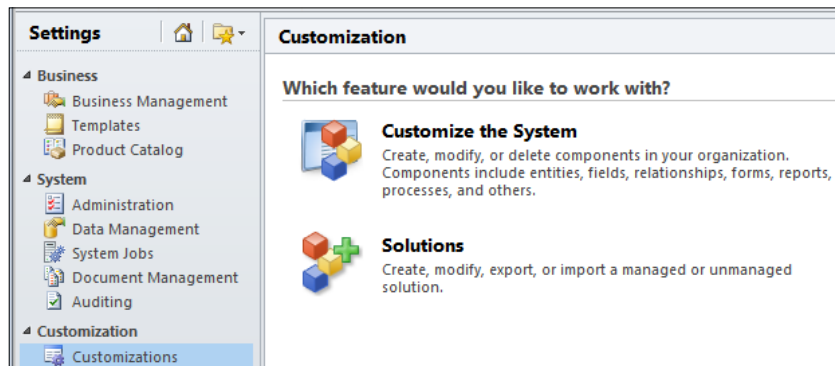 Settings
Business
Business Management
Templates
Product Catalog
System
Administration
Data Management
System Jobs
Document Management
Auditing
Customization
Customizations
Customization
Which feature would you like to work with?
Customize the System
Create, modify, or delete components in your organization.
Components include entities, fields, relationships, forms, reports,
processes, and others.
Solutions
Create, modify, export, or import a managed or unmanaged
solution.